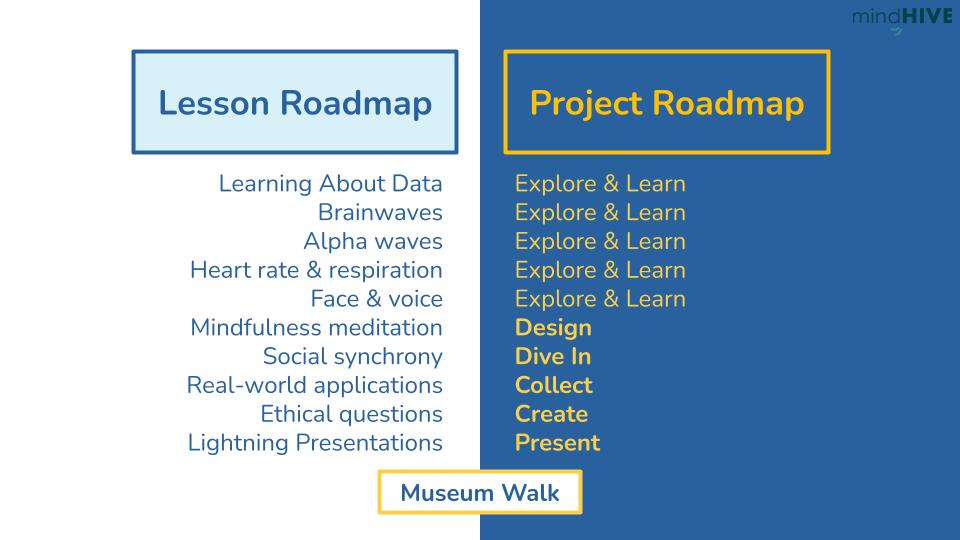 mindHIVE
Lesson Roadmap
Project Roadmap
Learning About Data
Brainwaves
Alpha waves
Heart rate & respiration
Face & voice
Mindfulness meditation
Social synchrony
Real-world applications
Ethical questions
Lightning Presentations
Explore & Learn
Explore & Learn
Explore & Learn
Explore & Learn
Explore & Learn
Design
Dive In
Collect
Create
Present
Museum Walk